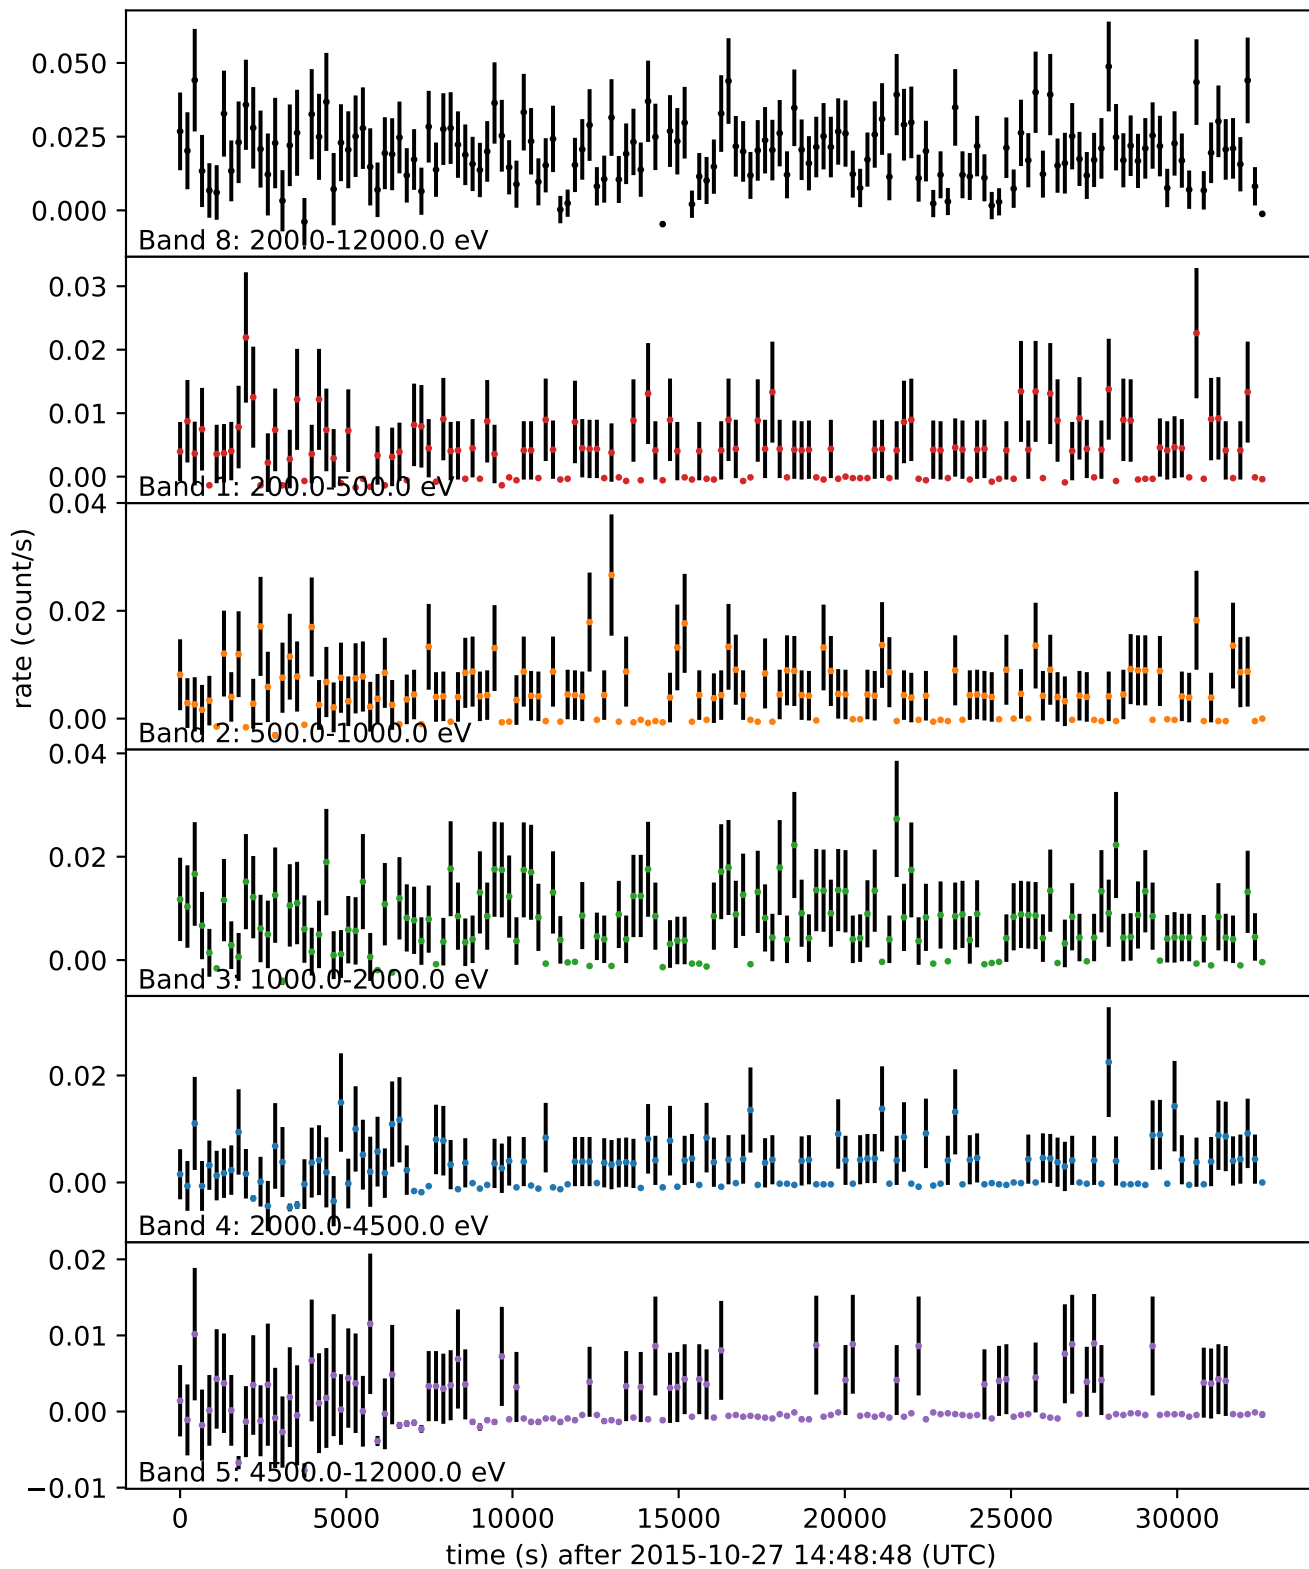 0.050
0.025
0.000
Band 8: 200.0-12000.0 eV
0.03
0.02
0.01
0.00
Band 1: 200.0-500.0 eV
0.04
0.02
0.00
Band 2: 500.0-1000.0 eV
rate (count/s)
0.04
0.02
0.00
Band 3: 1000.0-2000.0 eV
0.02
0.00
Band 4: 2000.0-4500.0 eV
0.02
0.01
0.00
−0.01
Band 5: 4500.0-12000.0 eV
0 5000 10000 15000 20000 25000 30000
time (s) after 2015-10-27 14:48:48 (UTC)